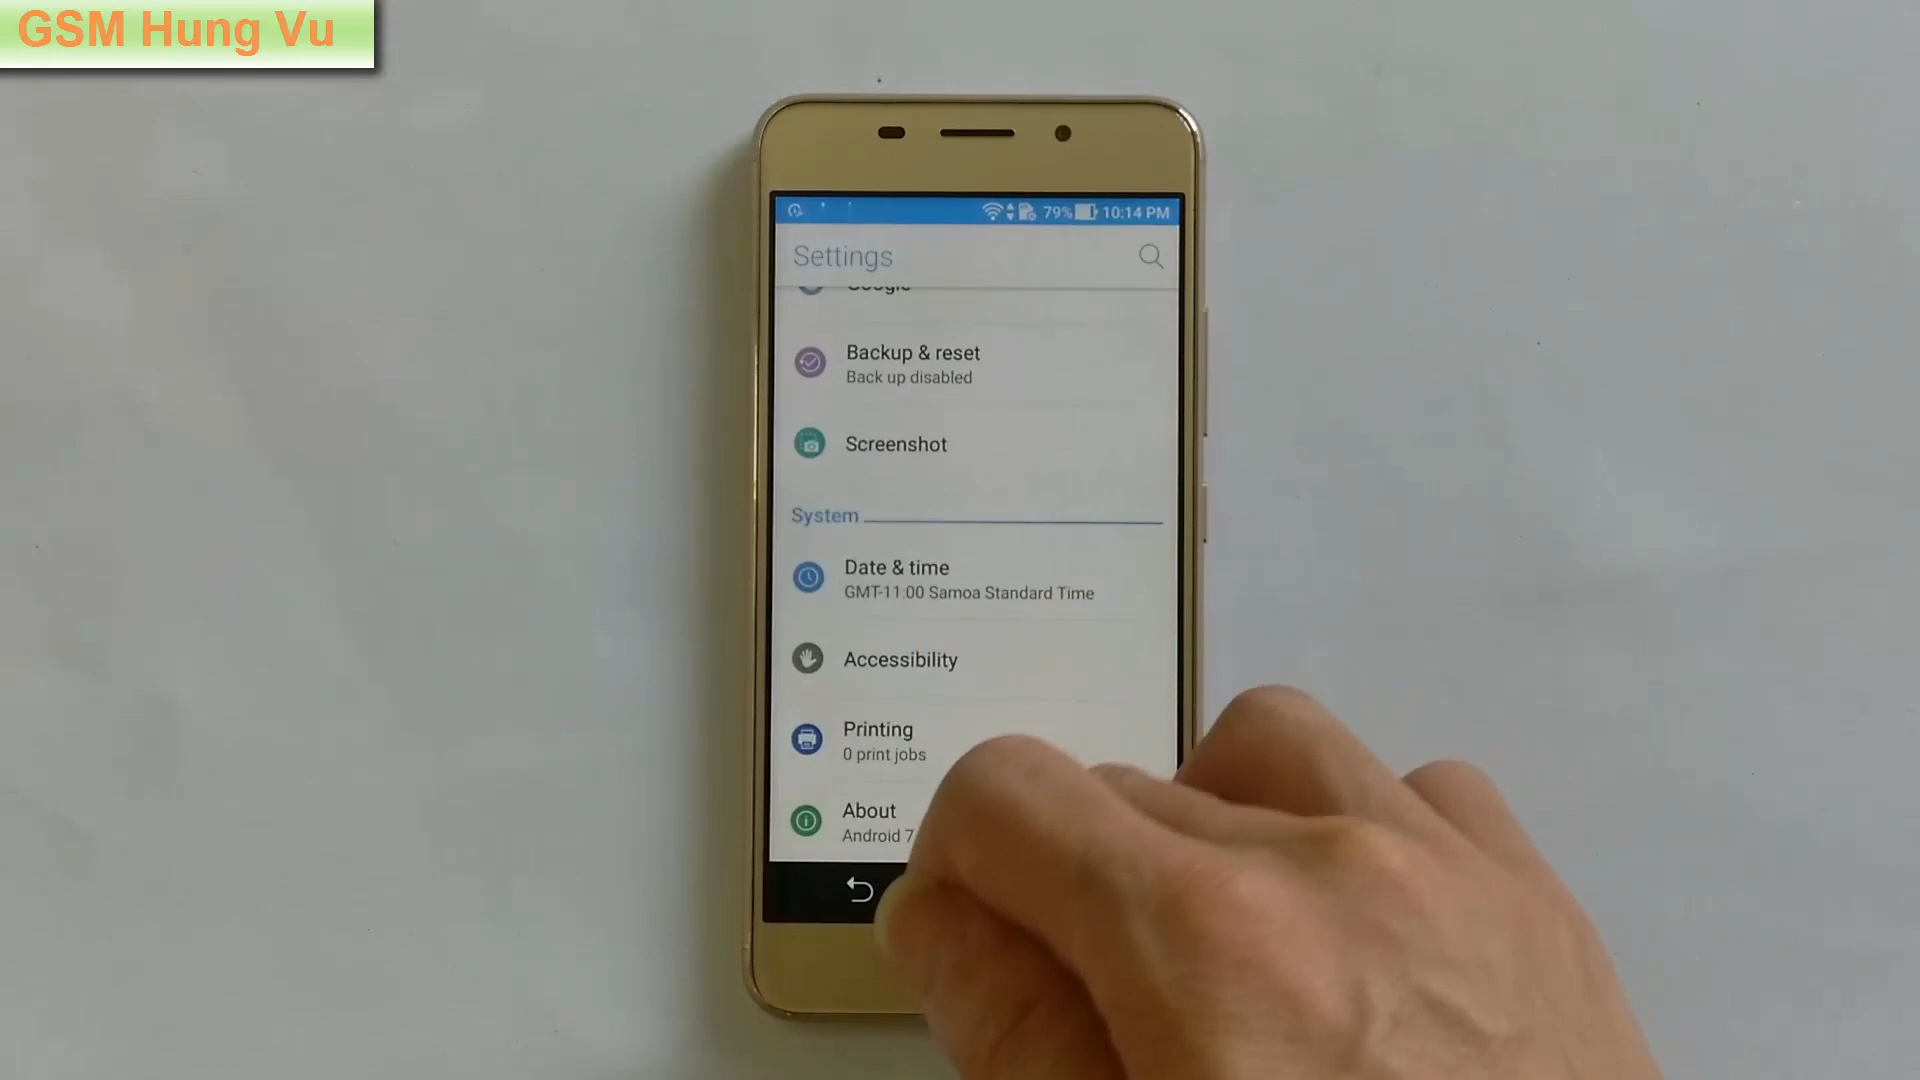 GSM Hung Vu
79% 10:14 PM
Settings
Google
Backup & reset
Back up disabled
Screenshot
System
Date & time
GMT-11:00 Samoa Standard Time
Accessibility
Printing
0 print jobs
About
Android 7